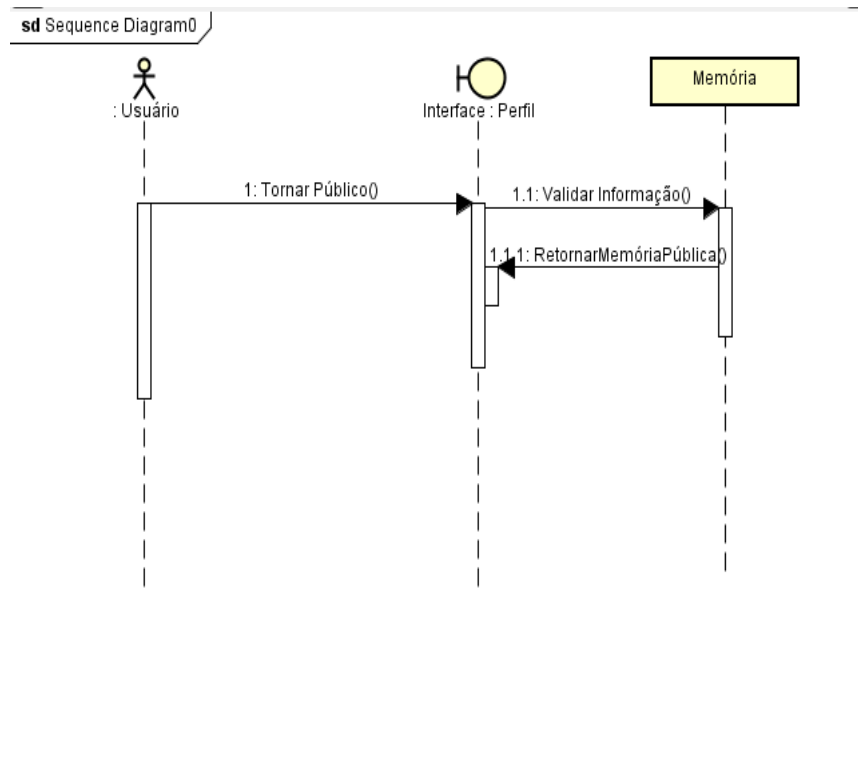 sd Sequence Diagram0
: Usuário
Interface : Perfil
Memória
1: Tornar Público()
1.1: Validar Informação()
1.1.1: RetornarMemóriaPública()